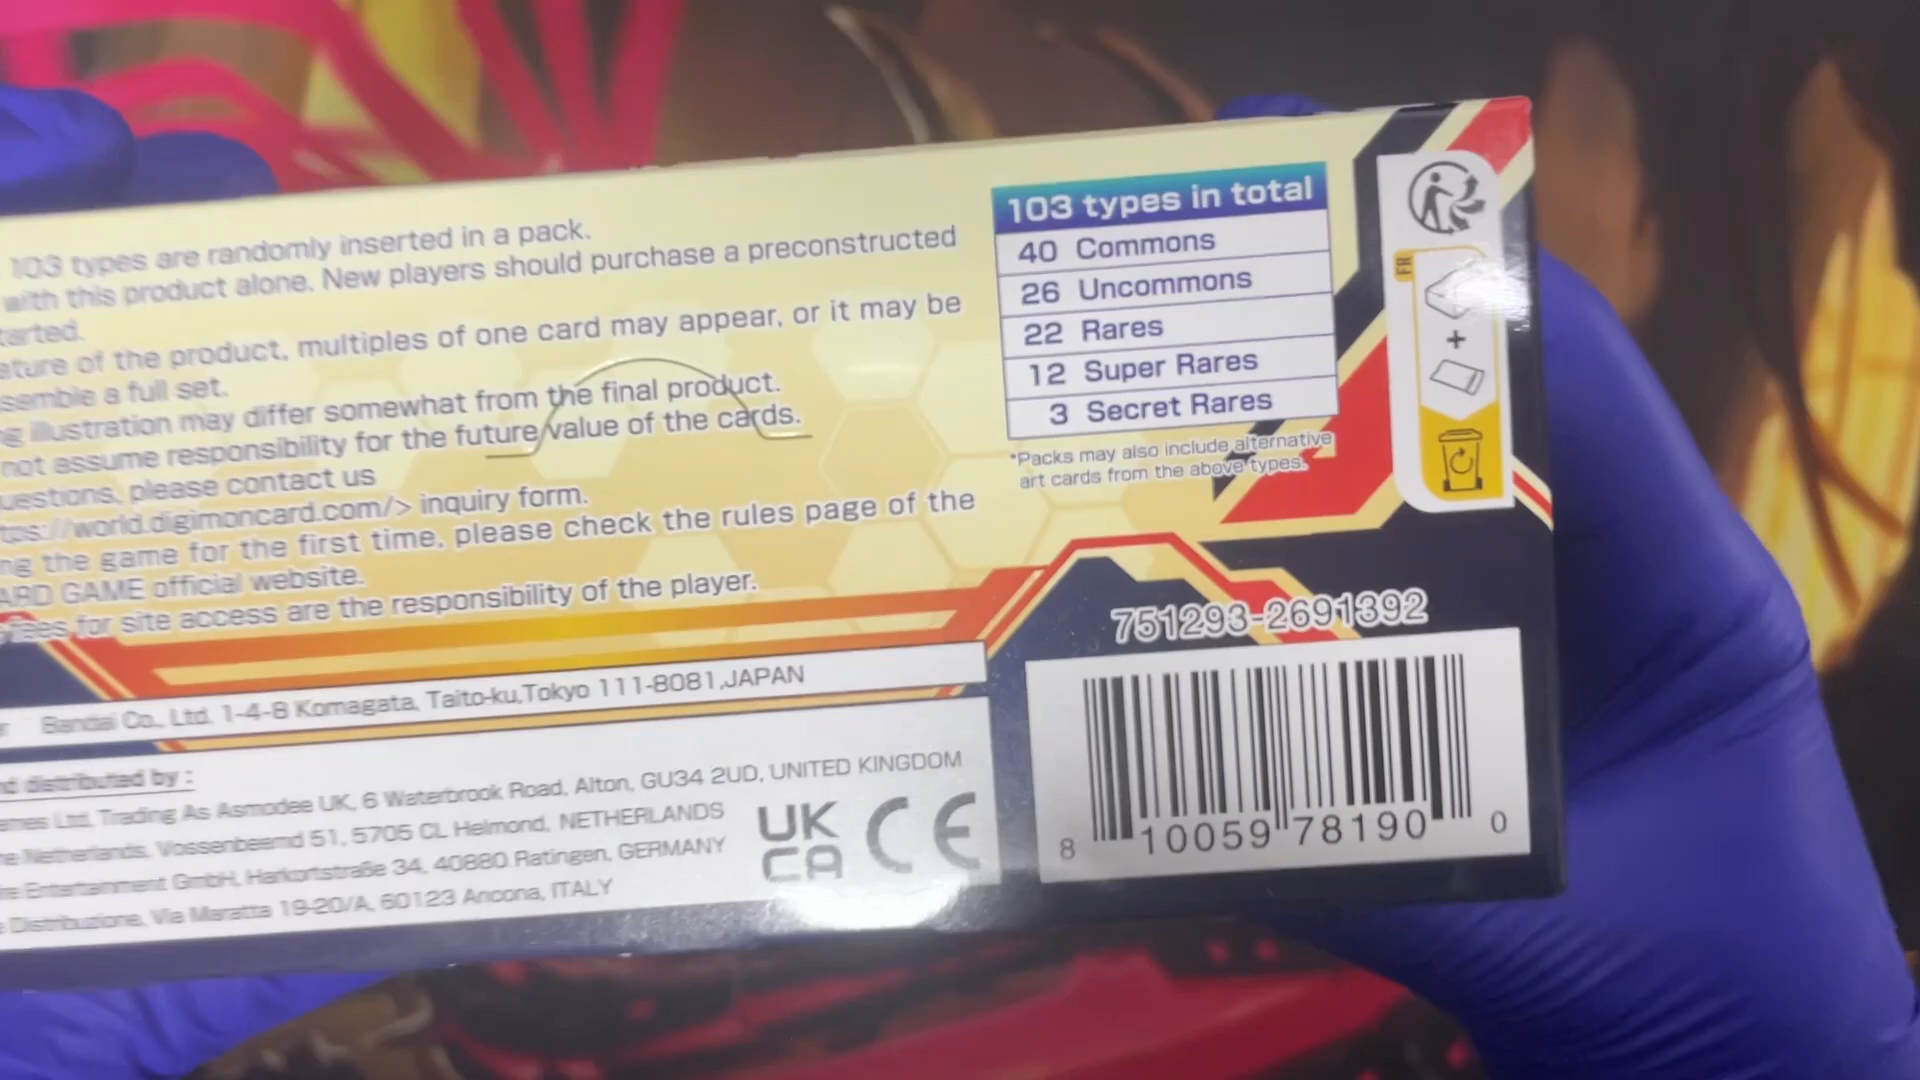 103 types are randomly inserted in a pack.
with this product alone. New players should purchase a preconstructed
tarted.
ature of the product, multiples of one card may appear, or it may be
semble a full set.
illustration may differ somewhat from the final product.
not assume responsibility for the future value of the cards.
uestions, please contact us
tps://world.digimoncard.com/> inquiry form.
ng the game for the first time, please check the rules page of the
ARD GAME official website.
fees for site access are the responsibility of the player.
Bandai Co., Ltd. 1-4-8 Komagata, Taito-ku,Tokyo 111-8081,JAPAN
nd distributed by :
ames Ltd, Trading As Asmodee UK, 6 Waterbrook Road, Alton, GU34 2UD, UNITED KINGDOM
Netherlands, Vossenbeemd 51, 5705 CL Helmond, NETHERLANDS
Entertainment GmbH, Harkortstraße 34, 40880 Ratingen, GERMANY
Distribuzione, Via Maratta 19-20/A, 60123 Ancona, ITALY
UK
CA
CE
103 types in total
40 Commons
26 Uncommons
22 Rares
12 Super Rares
3 Secret Rares
*Packs may also include alternative
art cards from the above types.
FR
+
751293-2691392
8 10059 78190 0